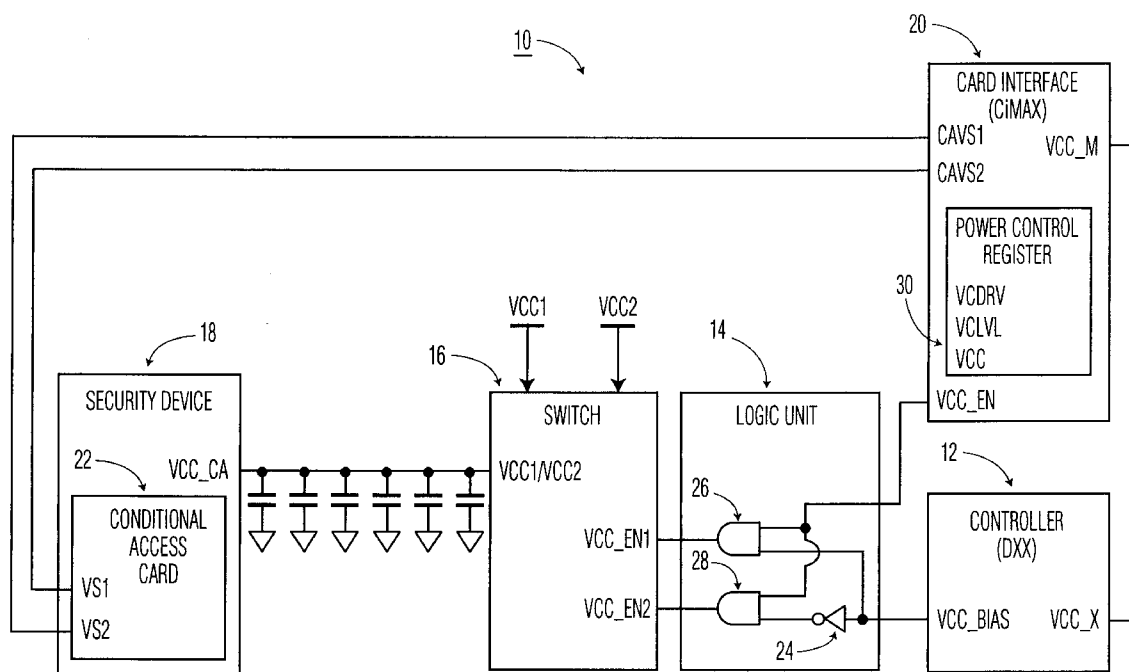 10
20
CARD INTERFACE
(CiMAX)
CAVS1
VCC_M
CAVS2
POWER CONTROL
REGISTER
VCDRV
VCLVL
VCC
30
VCC_EN
VCC1
VCC2
18
16
14
SECURITY DEVICE
SWITCH
LOGIC UNIT
22
VCC_CA
VCC1/VCC2
12
CONDITIONAL
ACCESS
CARD
26
VCC_EN1
CONTROLLER
(DXX)
28
VS1
VCC_EN2
VS2
24
VCC_BIAS
VCC_X